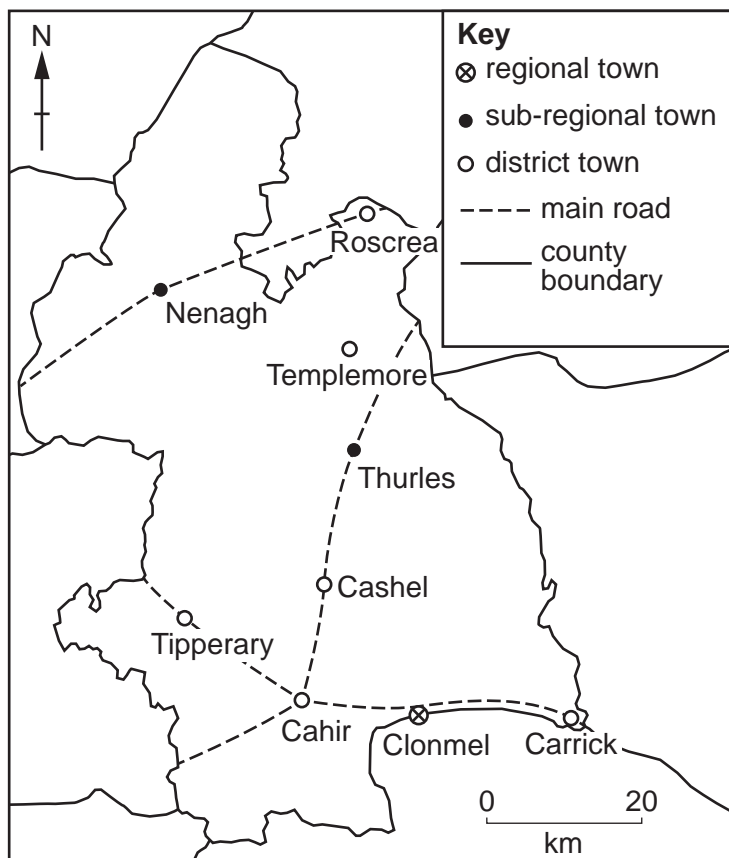 N
Key
regional town
sub-regional town
district town
main road
county
boundary
Roscrea
Nenagh
Templemore
Thurles
Cashel
Tipperary
Cahir
Clonmel
Carrick
0 20
km